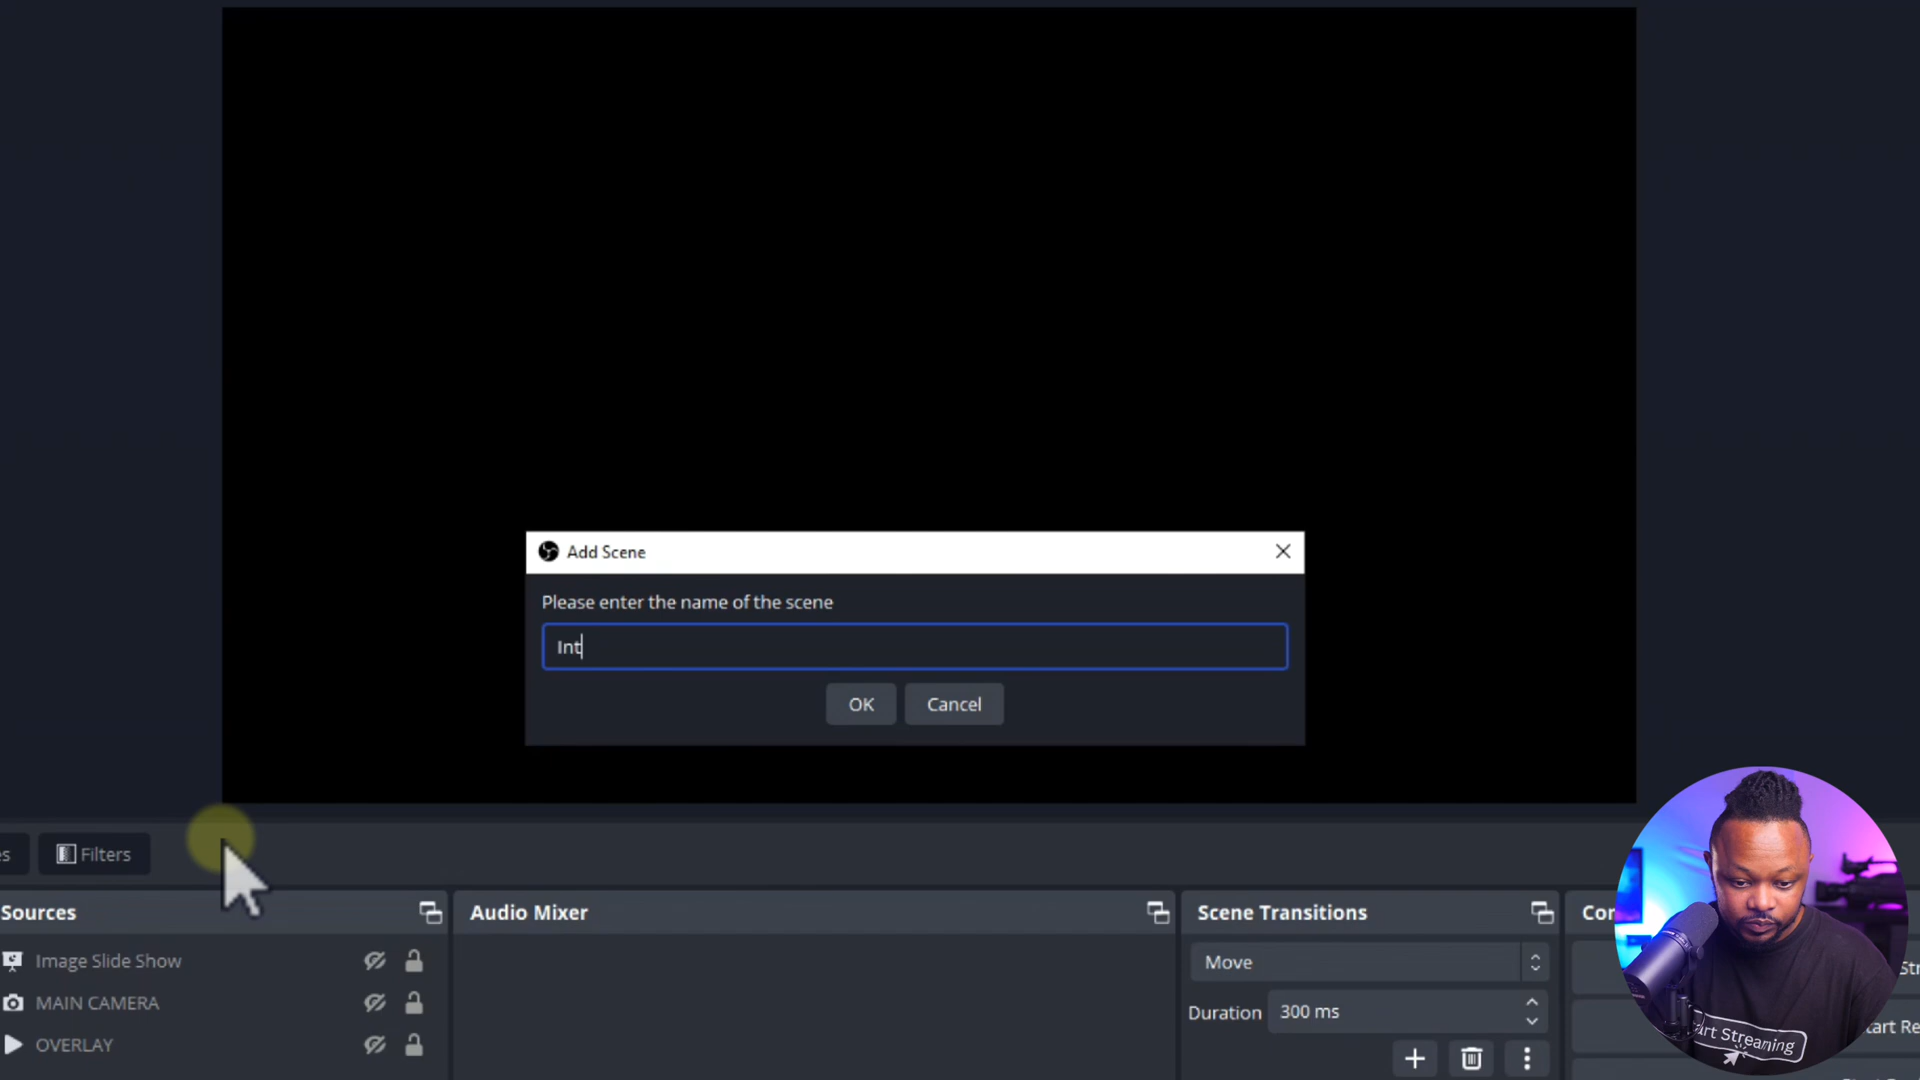 Add Scene
Please enter the name of the scene
Int
OK Cancel
Filters
Sources
Audio Mixer
Scene Transitions
Image Slide Show
MAIN CAMERA
OVERLAY
Move
Duration 300 ms
Streaming